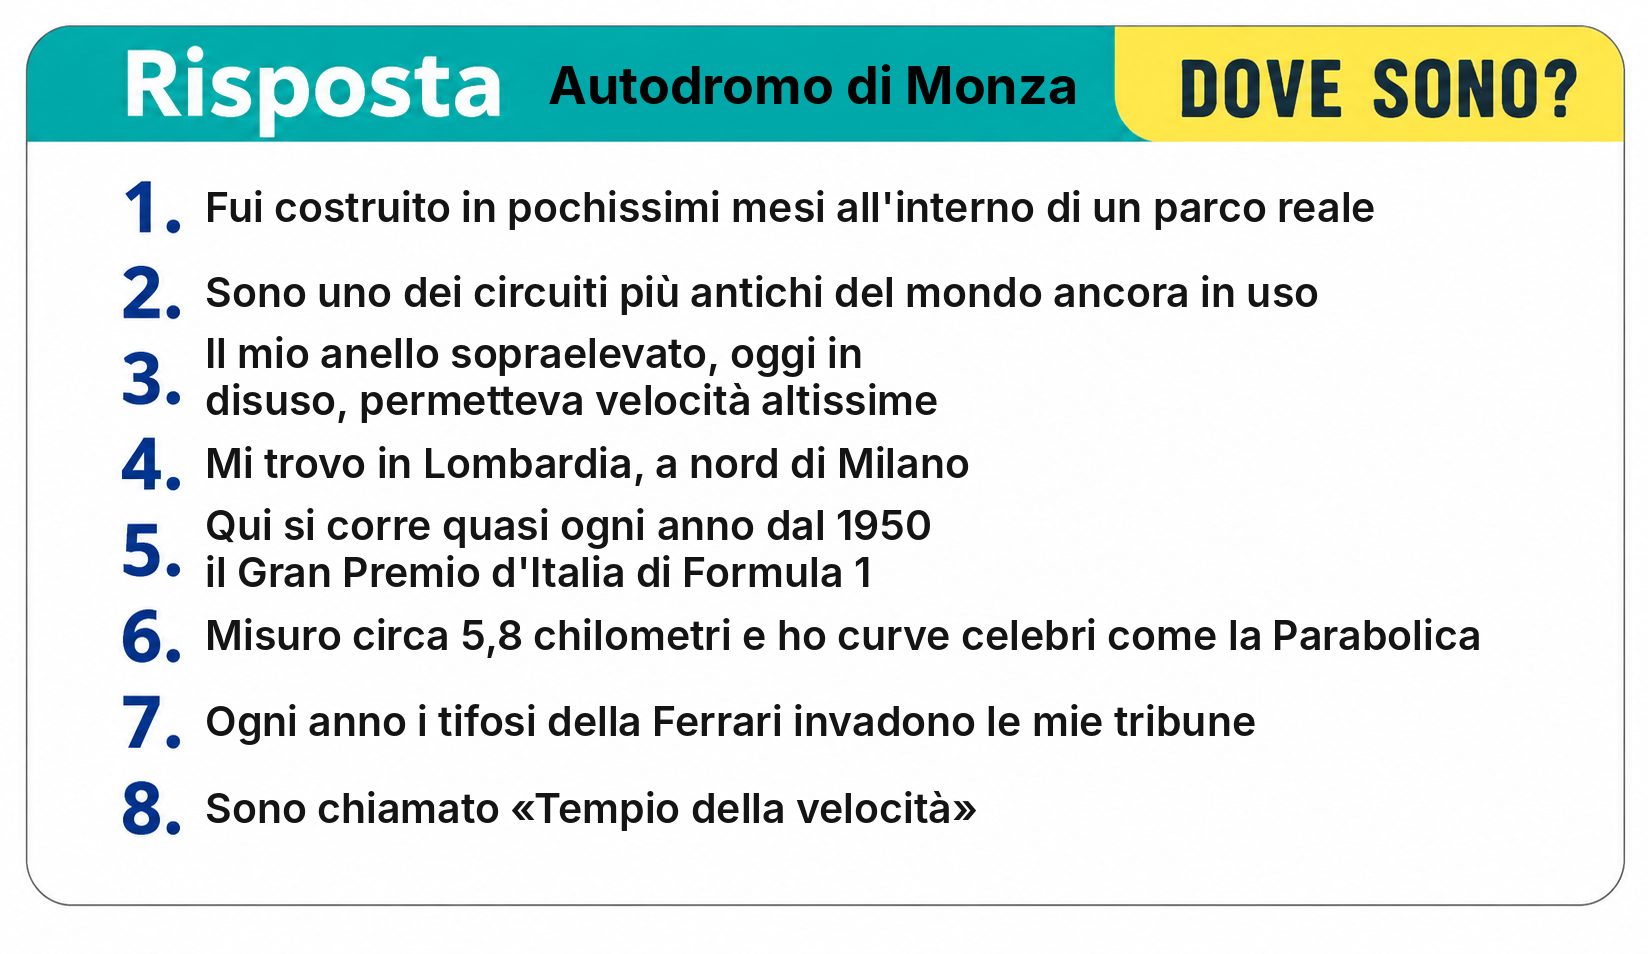 Risposta Autodromo di Monza DOVE SONO?
1. Fui costruito in pochissimi mesi all'interno di un parco reale
2. Sono uno dei circuiti più antichi del mondo ancora in uso
3. Il mio anello sopraelevato, oggi in
disuso, permetteva velocità altissime
4. Mi trovo in Lombardia, a nord di Milano
5. Qui si corre quasi ogni anno dal 1950
il Gran Premio d'Italia di Formula 1
6. Misuro circa 5,8 chilometri e ho curve celebri come la Parabolica
7. Ogni anno i tifosi della Ferrari invadono le mie tribune
8. Sono chiamato «Tempio della velocità»